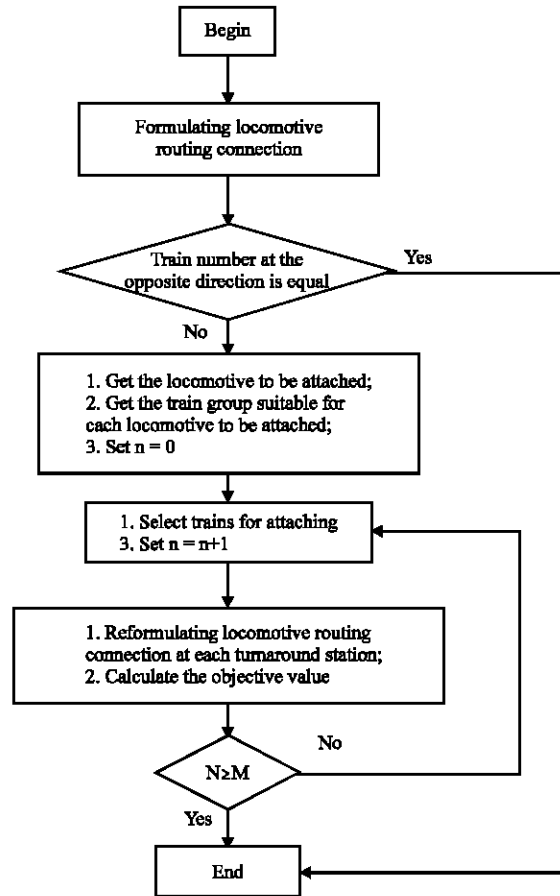 Begin
Formulating locomotive
routing connection
Train number at the
opposite direction is equal
Yes
No
1. Get the locomotive to be attached;
2. Get the train group suitable for
each locomotive to be attached;
3. Set n = 0
1. Select trains for attaching
3. Set n = n+1
1. Reformulating locomotive routing
connection at each turnaround station;
2. Calculate the objective value
No
N≥M
Yes
End